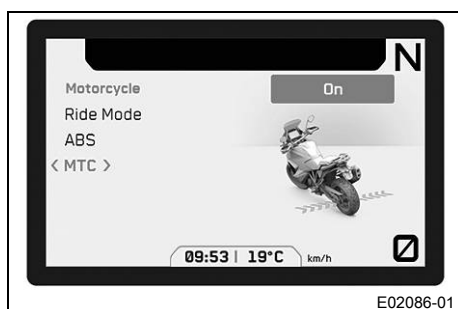 N
Motorcycle
On
Ride Mode
ABS
< MTC >
09:53 | 19°C km/h
0
E02086-01